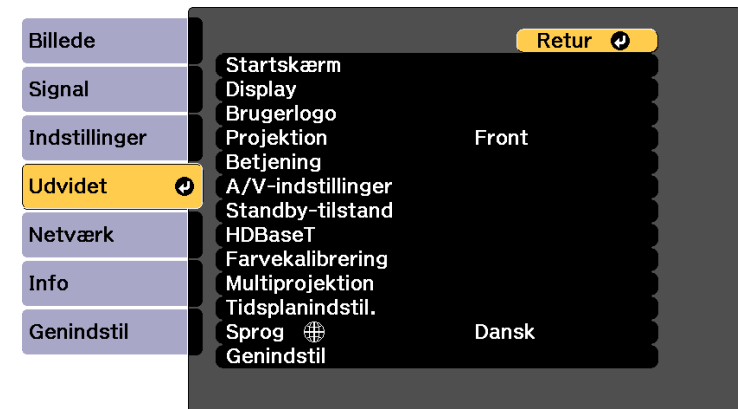 Billede
Signal
Indstillinger
Udvidet
Netværk
Info
Genindstil
Retur
Startskærm
Display
Brugerlogo
Projektion Front
Betjening
A/V-indstillinger
Standby-tilstand
HDBaseT
Farvekalibrering
Multiprojektion
Tidsplanindstil.
Sprog Dansk
Genindstil